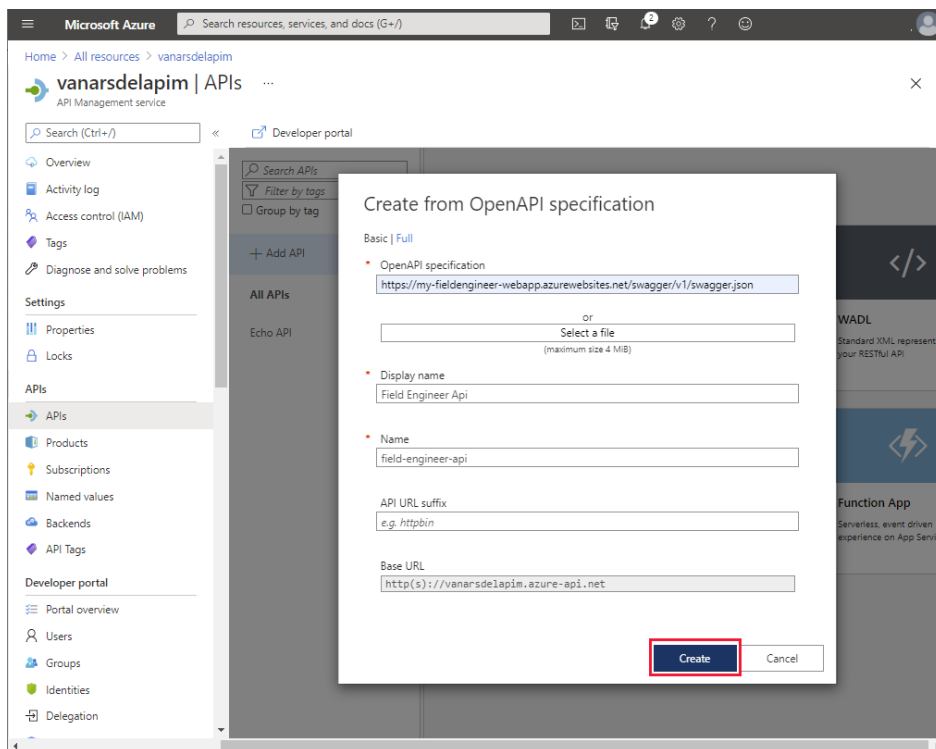 Microsoft Azure
Search resources, services, and docs (G+/)
2
Home > All resources > vanarsdelapim
vanarsdelapim | APIs ...
API Management service
Search (Ctrl+/)
«
Developer portal
Overview
Activity log
Access control (IAM)
Tags
Diagnose and solve problems
Settings
Properties
Locks
APIs
APIs
Products
Subscriptions
Named values
Backends
API Tags
Developer portal
Portal overview
Users
Groups
Identities
Delegation
Search APIs
Filter by tags
Group by tag
+ Add API
All APIs
Echo API
Create from OpenAPI specification
Basic | Full
* OpenAPI specification
https://my-fieldengineer-webapp.azurewebsites.net/swagger/v1/swagger.json
or
Select a file
(maximum size 4 MiB)
* Display name
Field Engineer Api
* Name
field-engineer-api
API URL suffix
e.g. httpbin
Base URL
http(s)://vanarsdelapim.azure-api.net
Create
Cancel
WADL
Standard XML represent
your RESTful API
Function App
Serverless, event driven
experience on App Servi